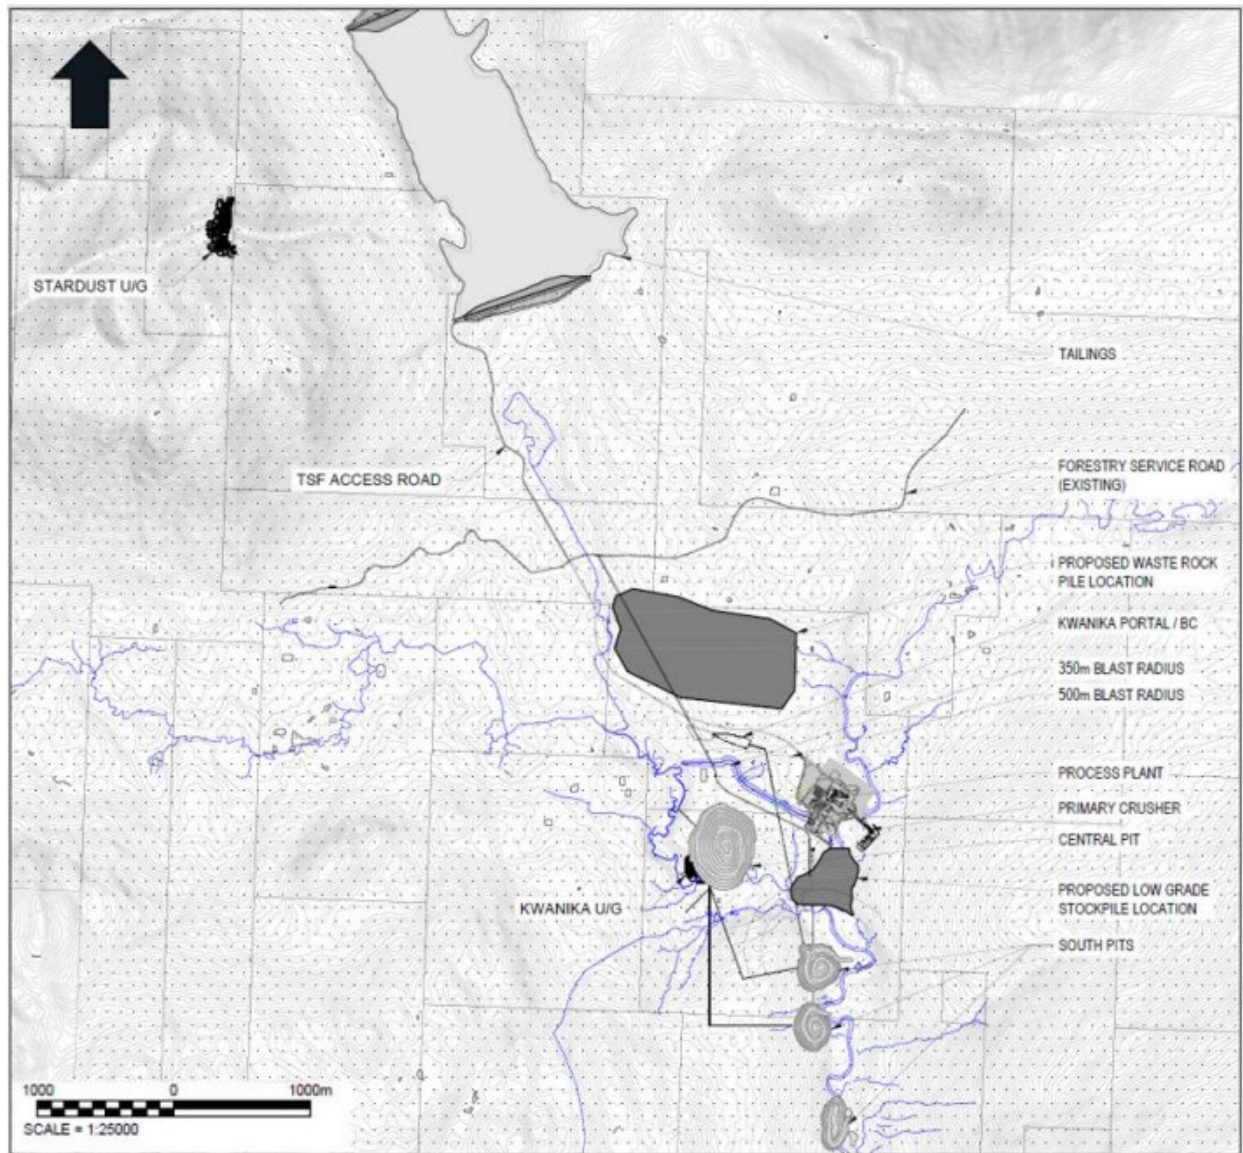 STARDUST U/G
TAILINGS
TSF ACCESS ROAD
FORESTRY SERVICE ROAD
(EXISTING)
PROPOSED WASTE ROCK
PILE LOCATION
KWANIKA PORTAL / BC
350m BLAST RADIUS
500m BLAST RADIUS
PROCESS PLANT
PRIMARY CRUSHER
CENTRAL PIT
PROPOSED LOW GRADE
STOCKPILE LOCATION
KWANIKA U/G
SOUTH PITS
1000 0 1000m
SCALE = 1:25000